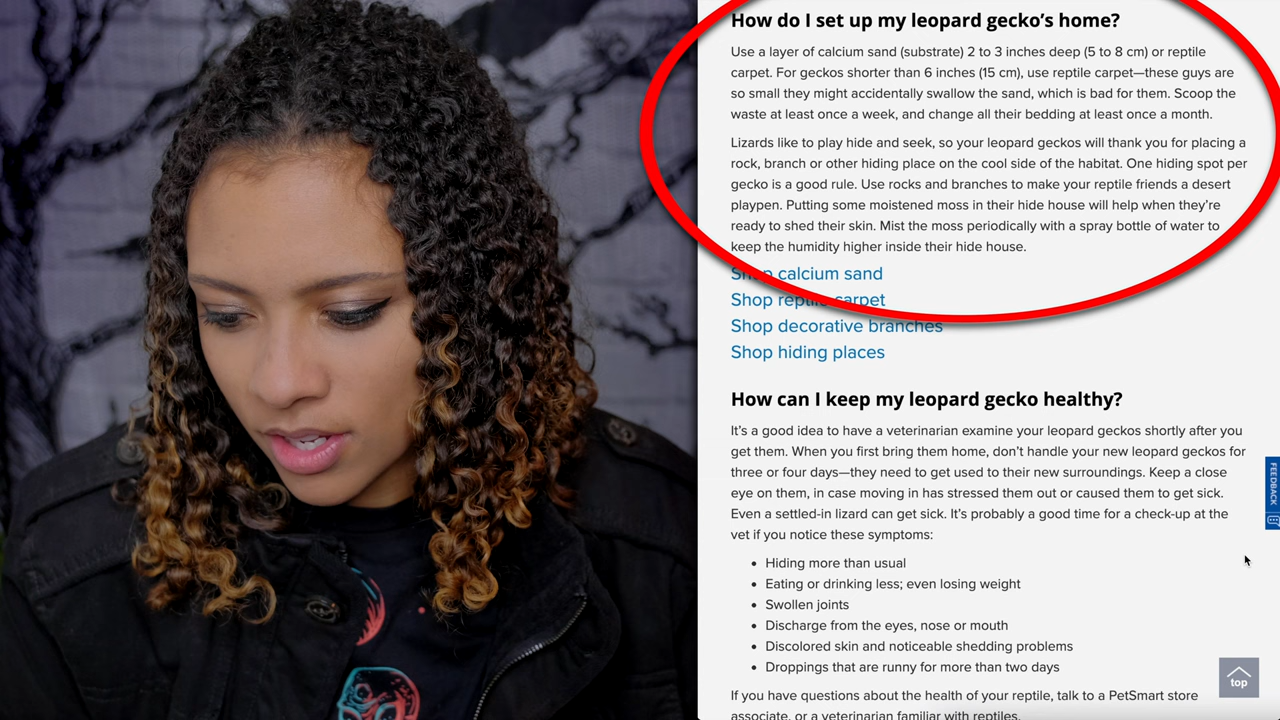 How do I set up my leopard gecko's home?
Use a layer of calcium sand (substrate) 2 to 3 inches deep (5 to 8 cm) or reptile
carpet. For geckos shorter than 6 inches (15 cm), use reptile carpet—these guys are
so small they might accidentally swallow the sand, which is bad for them. Scoop the
waste at least once a week, and change all their bedding at least once a month.
Lizards like to play hide and seek, so your leopard geckos will thank you for placing a
rock, branch or other hiding place on the cool side of the habitat. One hiding spot per
gecko is a good rule. Use rocks and branches to make your reptile friends a desert
playpen. Putting some moistened moss in their hide house will help when they're
ready to shed their skin. Mist the moss periodically with a spray bottle of water to
keep the humidity higher inside their hide house.
Shop calcium sand
Shop reptile carpet
Shop decorative branches
Shop hiding places
How can I keep my leopard gecko healthy?
It's a good idea to have a veterinarian examine your leopard geckos shortly after you
get them. When you first bring them home, don't handle your new leopard geckos for
three or four days—they need to get used to their new surroundings. Keep a close
eye on them, in case moving in has stressed them out or caused them to get sick.
Even a settled-in lizard can get sick. It's probably a good time for a check-up at the
vet if you notice these symptoms:
• Hiding more than usual
• Eating or drinking less; even losing weight
• Swollen joints
• Discharge from the eyes, nose or mouth
• Discolored skin and noticeable shedding problems
• Droppings that are runny for more than two days
If you have questions about the health of your reptile, talk to a PetSmart store
associate, or a veterinarian familiar with reptiles.
FEEDBACK
top